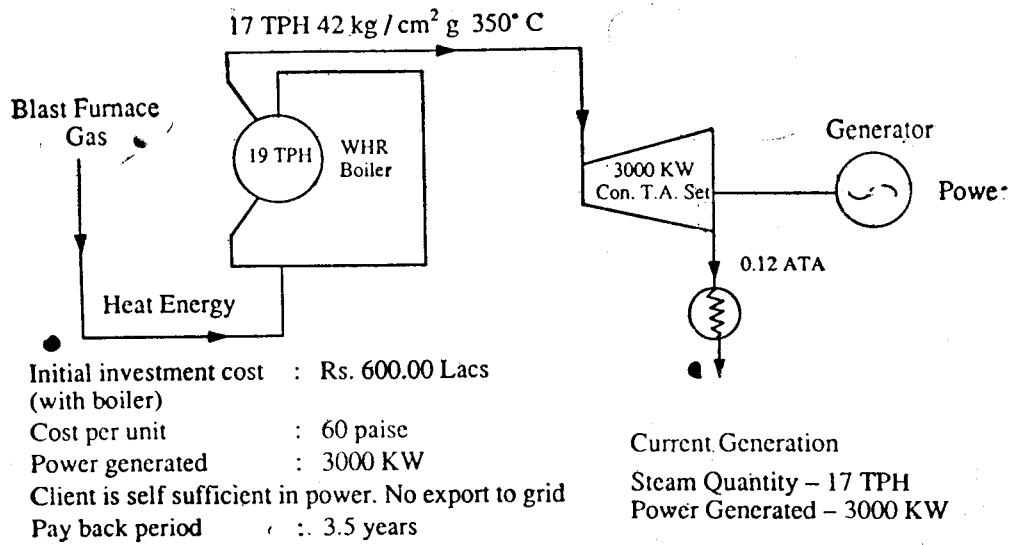 17 TPH 42 kg / cm² g 350° C
Blast Furnace
Gas
19 TPH
WHR
Boiler
3000 KW
Con. T.A. Set
Generator
Powe
0.12 ATA
Heat Energy
Initial investment cost : Rs. 600.00 Lacs
(with boiler)
Cost per unit : 60 paise
Power generated : 3000 KW
Client is self sufficient in power. No export to grid
Pay back period : 3.5 years
Current Generation
Steam Quantity – 17 TPH
Power Generated – 3000 KW